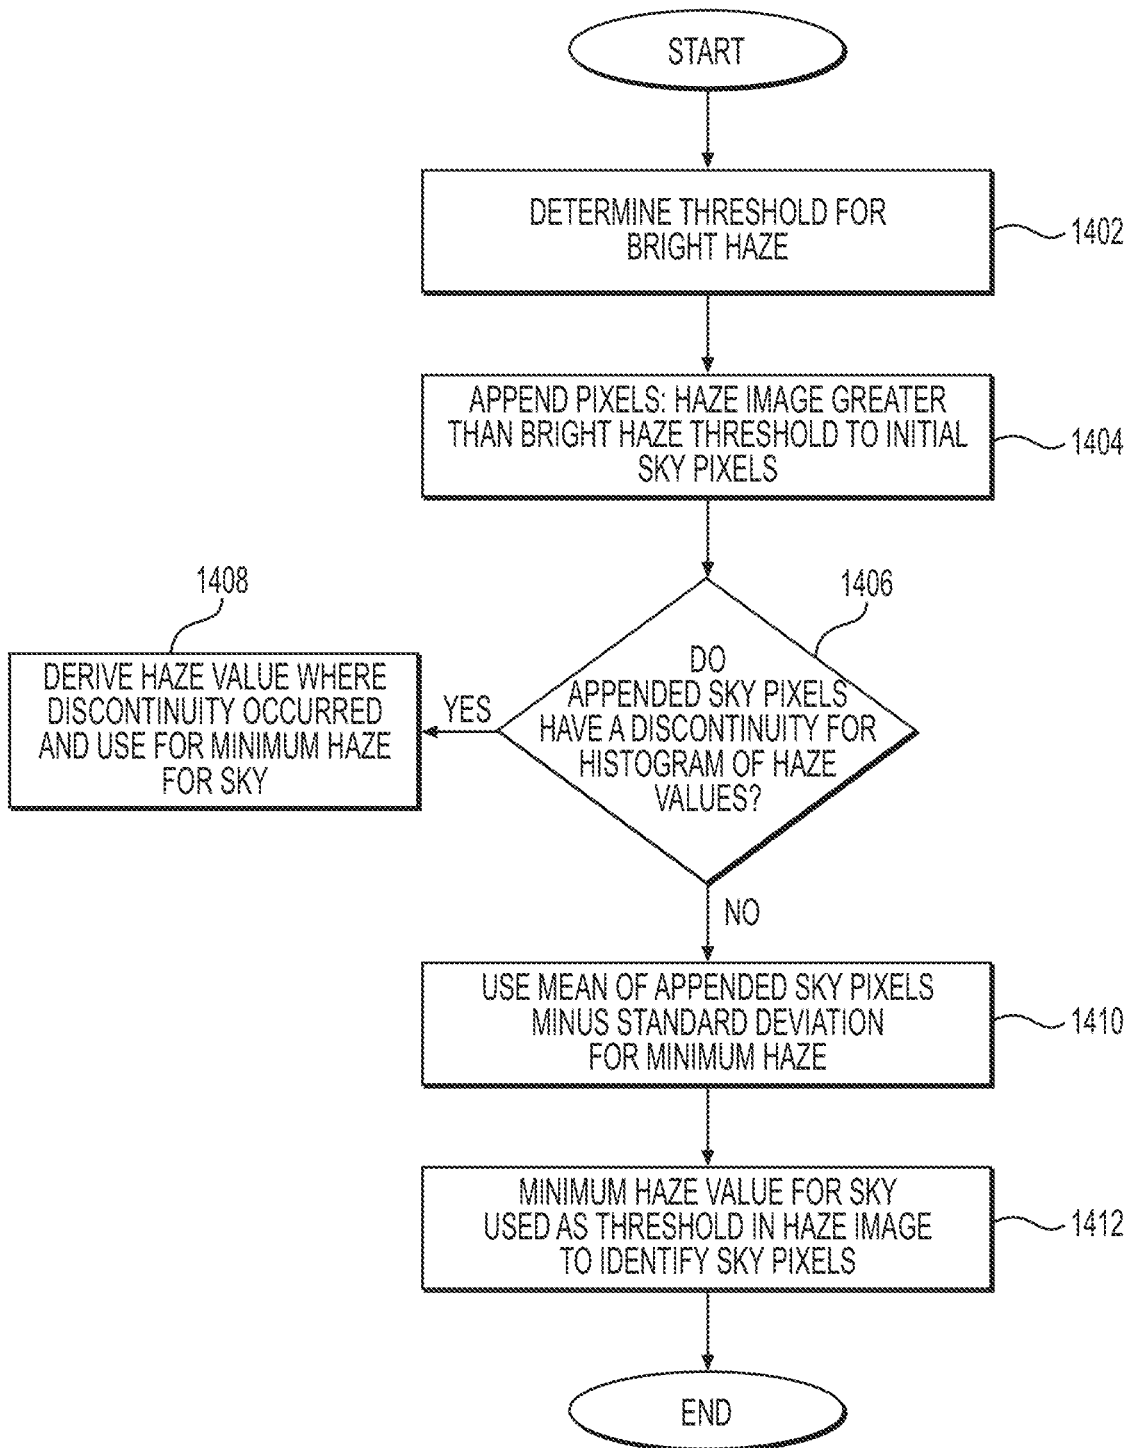 START
DETERMINE THRESHOLD FOR
BRIGHT HAZE
1402
APPEND PIXELS: HAZE IMAGE GREATER
THAN BRIGHT HAZE THRESHOLD TO INITIAL
SKY PIXELS
1404
1406
DO
APPENDED SKY PIXELS
HAVE A DISCONTINUITY FOR
HISTOGRAM OF HAZE
VALUES?
YES
1408
DERIVE HAZE VALUE WHERE
DISCONTINUITY OCCURRED
AND USE FOR MINIMUM HAZE
FOR SKY
NO
USE MEAN OF APPENDED SKY PIXELS
MINUS STANDARD DEVIATION
FOR MINIMUM HAZE
1410
MINIMUM HAZE VALUE FOR SKY
USED AS THRESHOLD IN HAZE IMAGE
TO IDENTIFY SKY PIXELS
1412
END